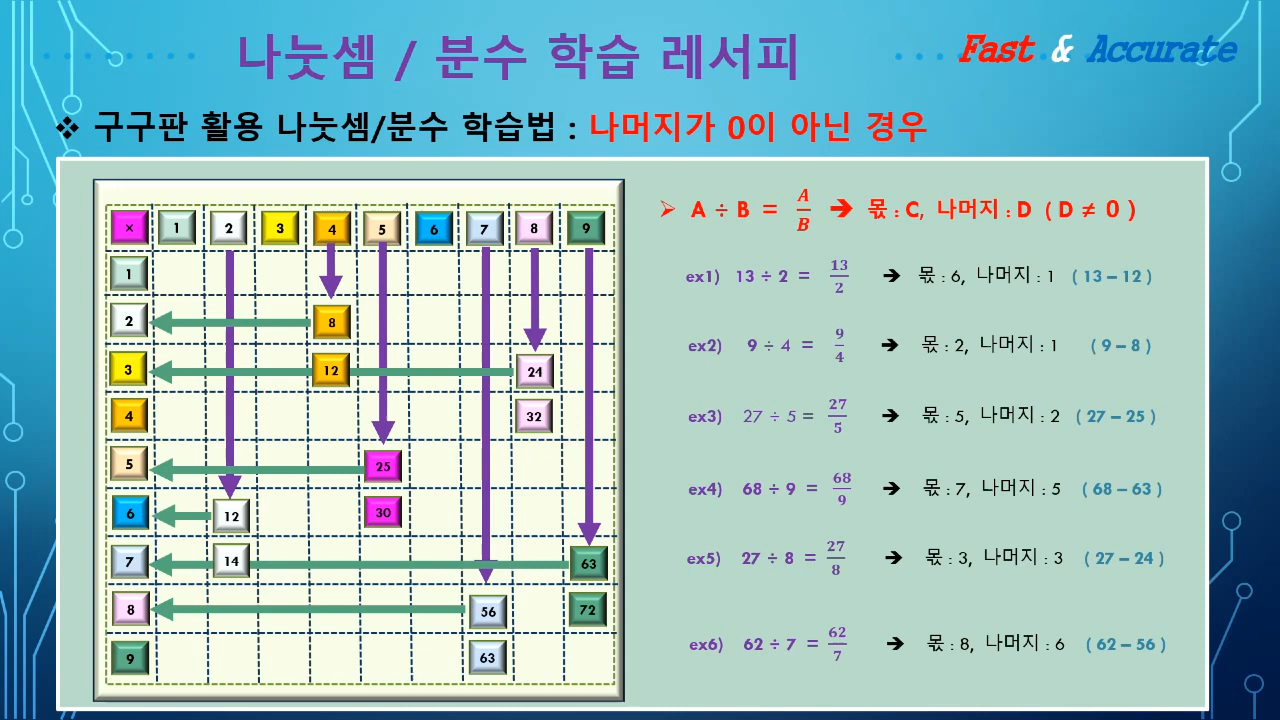 나눗셈 / 분수 학습 레서피
Fast & Accurate
❖ 구구판 활용 나눗셈/분수 학습법 : 나머지가 0이 아닌 경우
× 1 2 3 4 5 6 7 8 9
1
2 8
3 12 24
4 32
5 25
6 12 30
7 14 63
8 56 72
9 63
➢ A ÷ B = A/B ➔ 몫 : C, 나머지 : D ( D ≠ 0 )
ex1) 13 ÷ 2 = 13/2 ➔ 몫 : 6, 나머지 : 1 ( 13 – 12 )
ex2) 9 ÷ 4 = 9/4 ➔ 몫 : 2, 나머지 : 1 ( 9 – 8 )
ex3) 27 ÷ 5 = 27/5 ➔ 몫 : 5, 나머지 : 2 ( 27 – 25 )
ex4) 68 ÷ 9 = 68/9 ➔ 몫 : 7, 나머지 : 5 ( 68 – 63 )
ex5) 27 ÷ 8 = 27/8 ➔ 몫 : 3, 나머지 : 3 ( 27 – 24 )
ex6) 62 ÷ 7 = 62/7 ➔ 몫 : 8, 나머지 : 6 ( 62 – 56 )